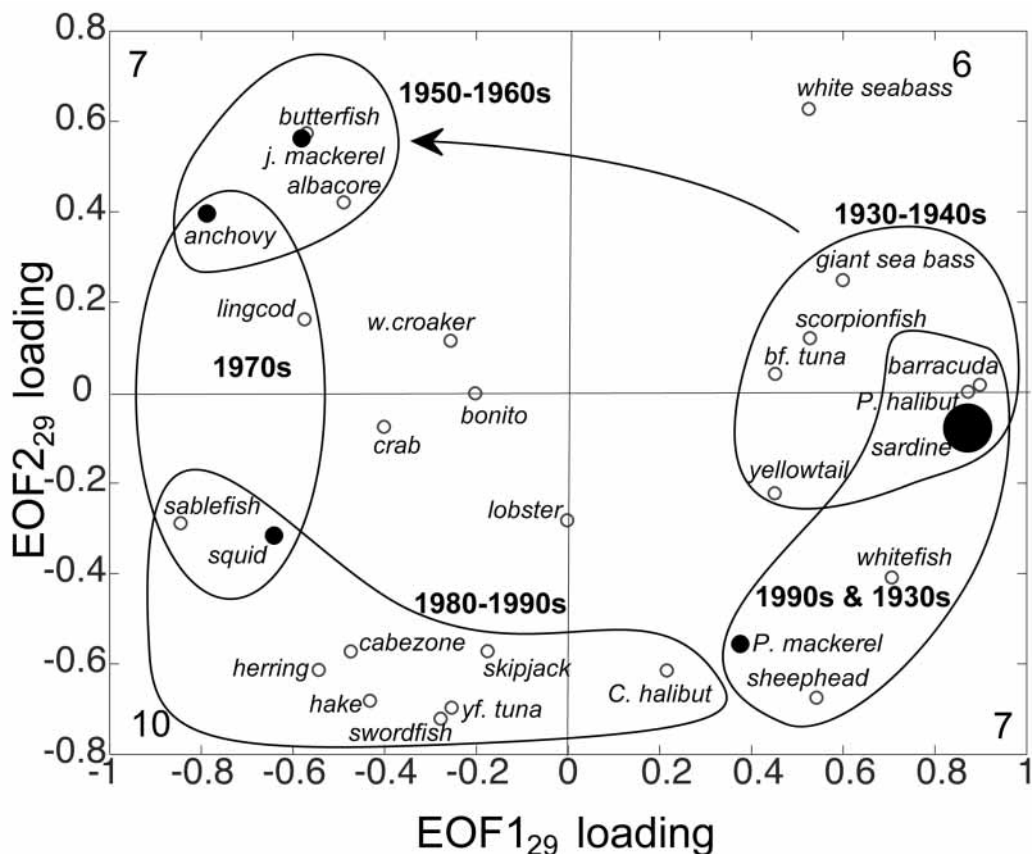 0.8
7
6
1950-1960s
white seabass
butterfish
0.6
j. mackerel
albacore
0.4
anchovy
1930-1940s
giant sea bass
0.2
lingcod
w.croaker
scorpionfish
bf. tuna
1970s
barracuda
0
P. halibut
bonito
crab
sardine
-0.2
yellowtail
sablefish
lobster
squid
-0.4
whitefish
1980-1990s
1990s & 1930s
cabezone
P. mackerel
-0.6
herring
skipjack
sheephead
hake
yf. tuna
C. halibut
swordfish
10
7
-0.8
-1
-0.8
-0.6
-0.4
-0.2
0
0.2
0.4
0.6
0.8
1
EOF1₂₉ loading
EOF2₂₉ loading